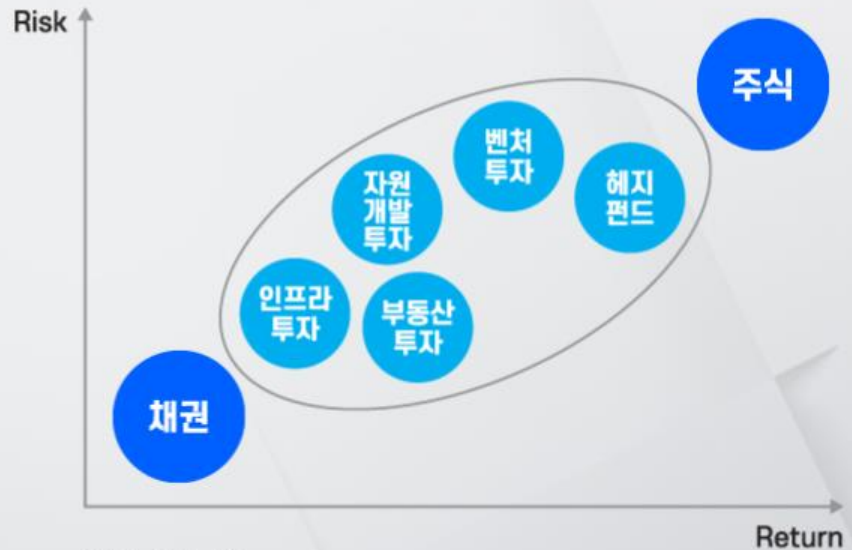 Risk
주식
벤처
투자
헤지
펀드
자원
개발
투자
인프라
투자
부동산
투자
채권
Return